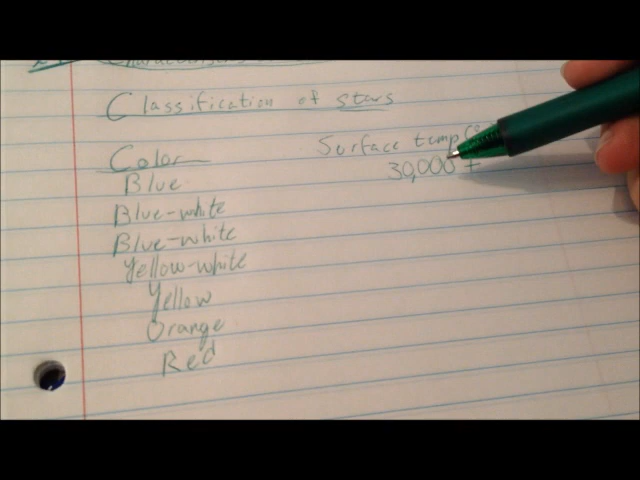 Classification of stars
Color
Surface temp (°
Blue
30,000 +
Blue-white
Blue-white
Yellow-white
Yellow
Orange
Red